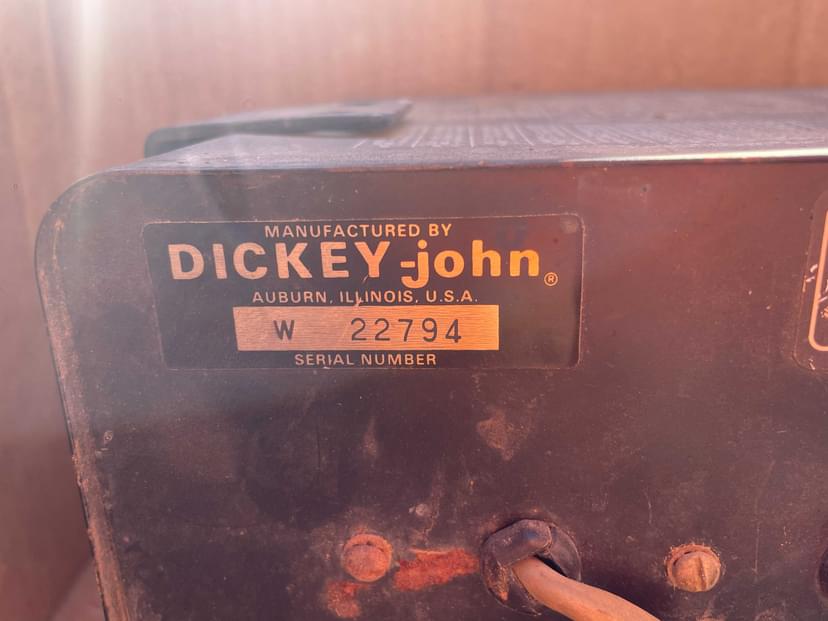 MANUFACTURED BY
DICKEY-john®
AUBURN, ILLINOIS, U.S.A.
W 22794
SERIAL NUMBER